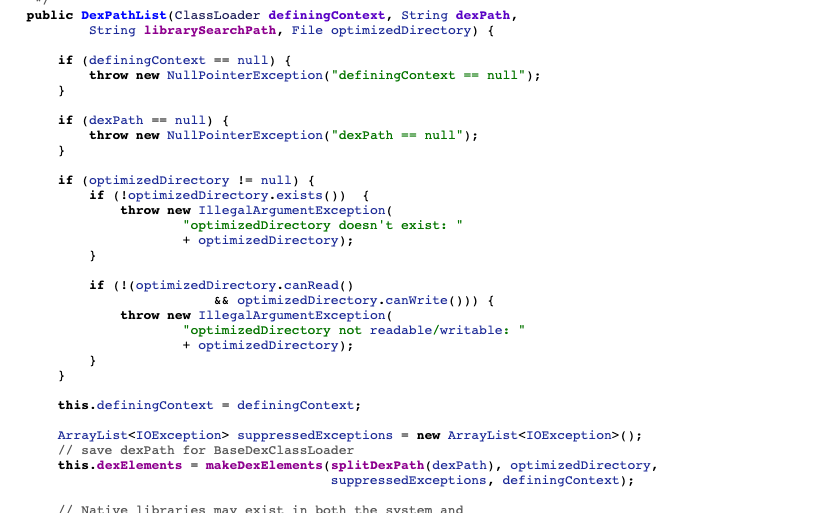 */
public DexPathList(ClassLoader definingContext, String dexPath,
        String librarySearchPath, File optimizedDirectory) {

    if (definingContext == null) {
        throw new NullPointerException("definingContext == null");
    }

    if (dexPath == null) {
        throw new NullPointerException("dexPath == null");
    }

    if (optimizedDirectory != null) {
        if (!optimizedDirectory.exists())  {
            throw new IllegalArgumentException(
                    "optimizedDirectory doesn't exist: "
                    + optimizedDirectory);
        }

        if (!(optimizedDirectory.canRead()
                        && optimizedDirectory.canWrite())) {
            throw new IllegalArgumentException(
                    "optimizedDirectory not readable/writable: "
                    + optimizedDirectory);
        }
    }

    this.definingContext = definingContext;

    ArrayList<IOException> suppressedExceptions = new ArrayList<IOException>();
    // save dexPath for BaseDexClassLoader
    this.dexElements = makeDexElements(splitDexPath(dexPath), optimizedDirectory,
                                       suppressedExceptions, definingContext);

    // Native libraries may exist in both the system and